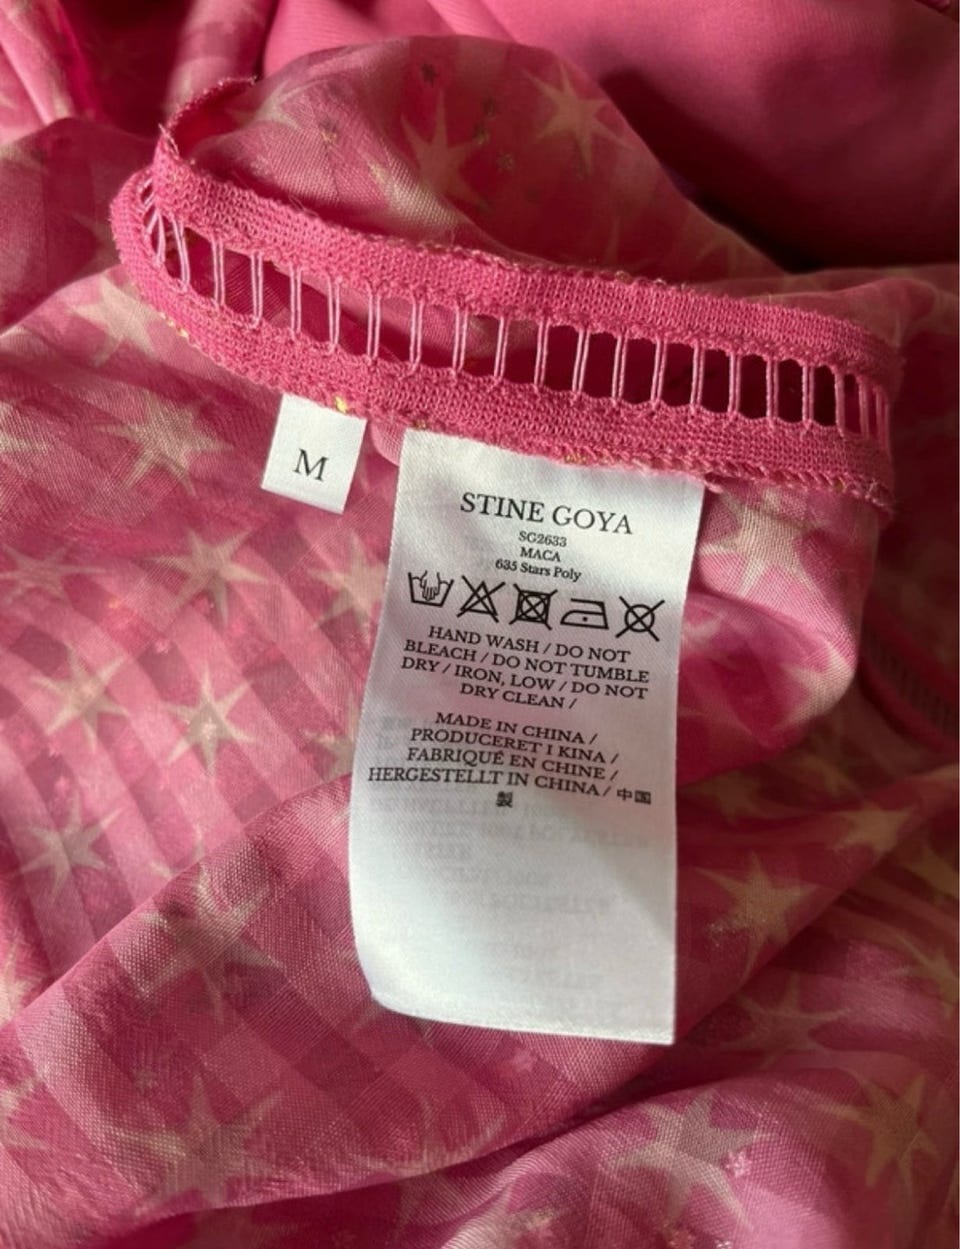 M
STINE GOYA
SG2633
MACA
635 Stars Poly
HAND WASH / DO NOT
BLEACH / DO NOT TUMBLE
DRY / IRON, LOW / DO NOT
DRY CLEAN /
MADE IN CHINA /
PRODUCERET I KINA /
FABRIQUÉ EN CHINE /
HERGESTELLT IN CHINA / 中国
製